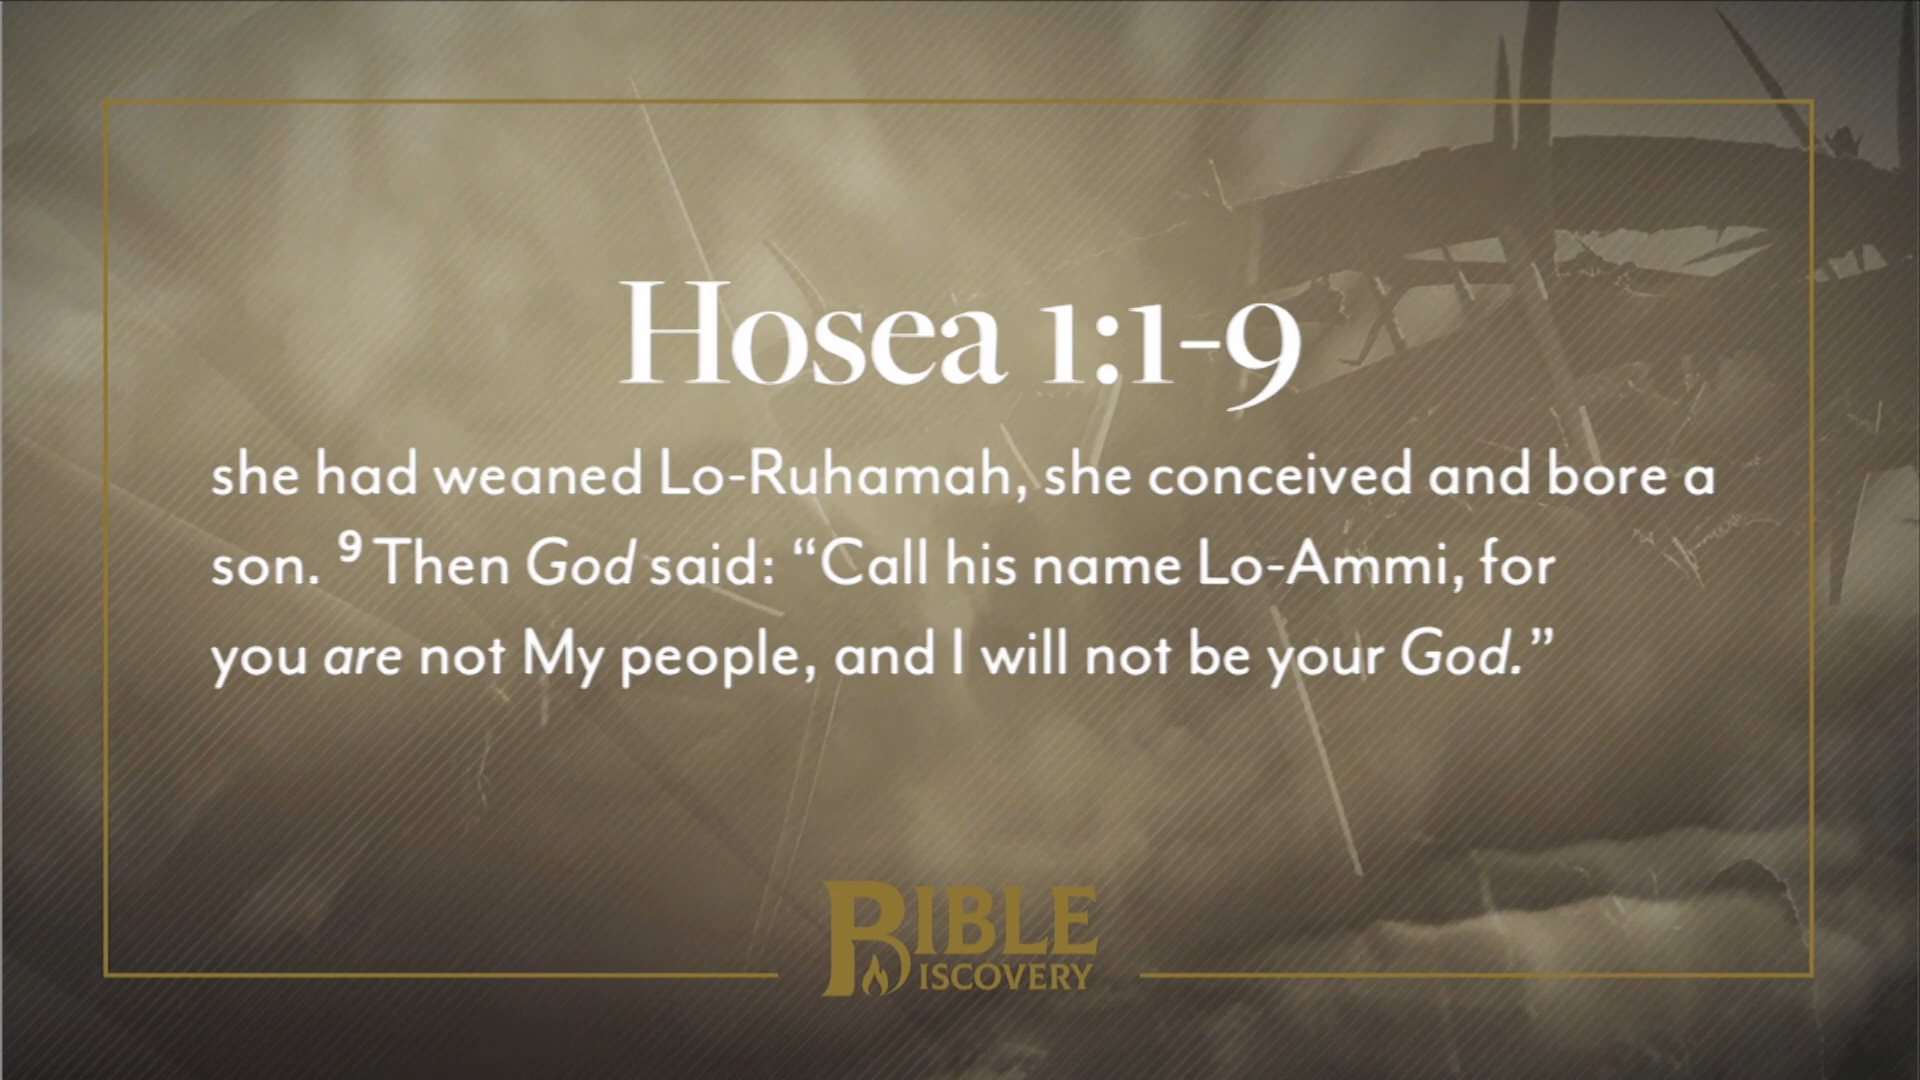 Hosea 1:1-9
she had weaned Lo-Ruhamah, she conceived and bore a
son. ⁹ Then God said: “Call his name Lo-Ammi, for
you are not My people, and I will not be your God.”
BIBLE
DISCOVERY